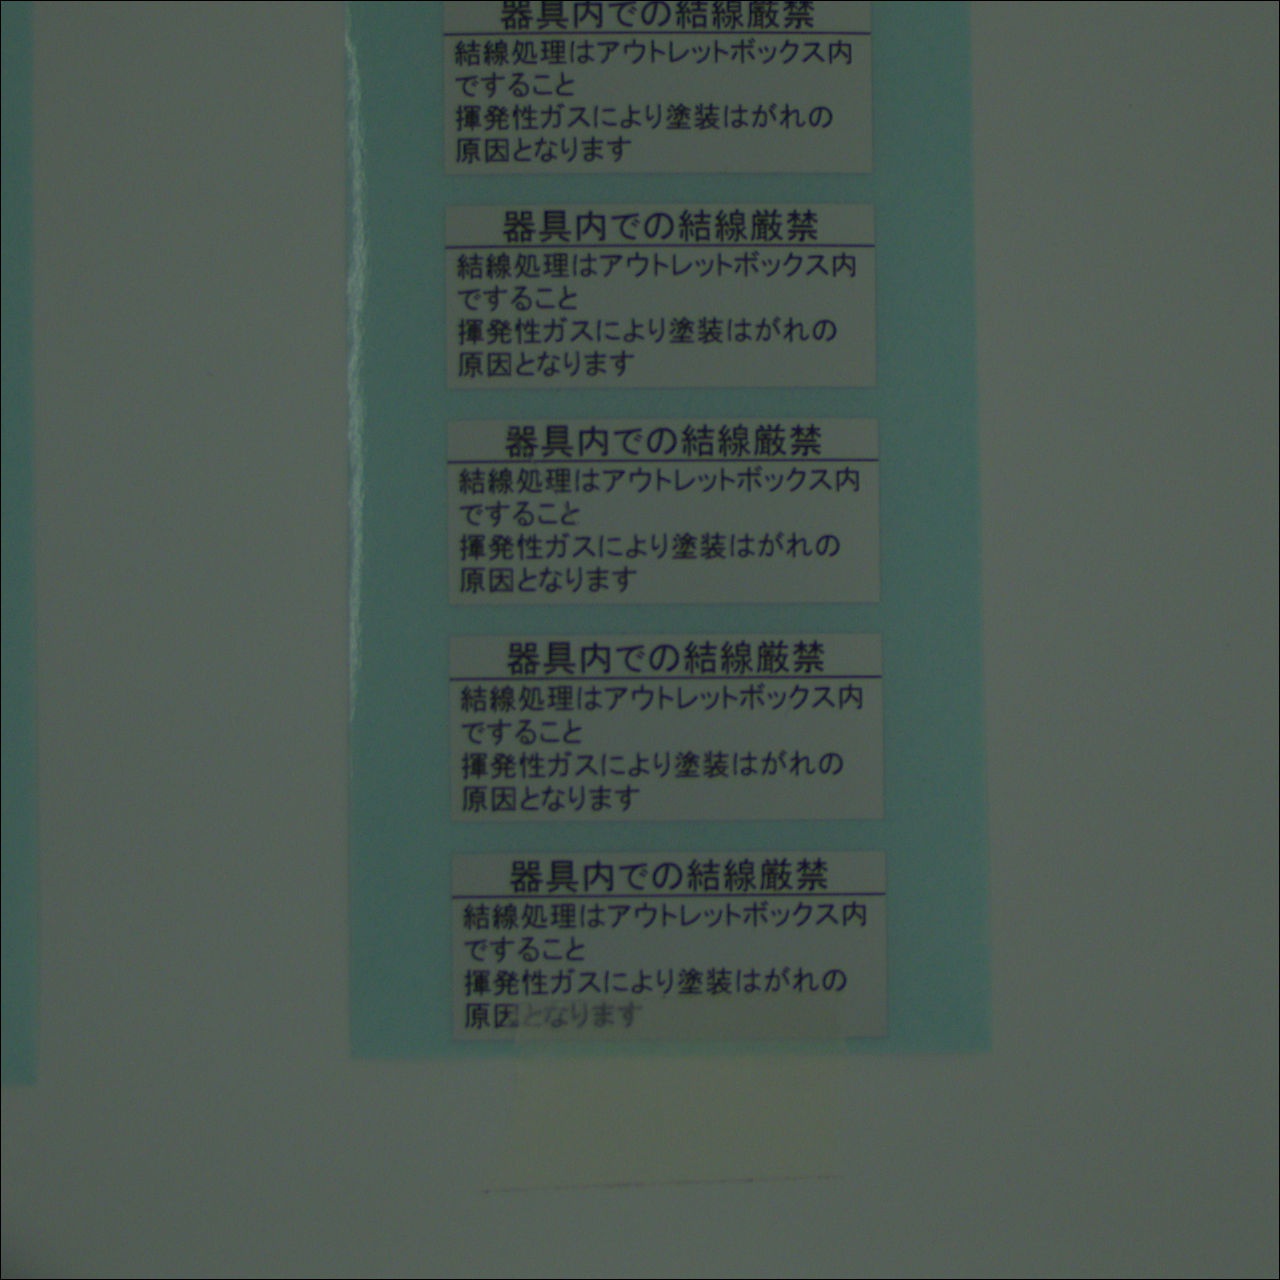 器具内での結線厳禁
結線処理はアウトレットボックス内
ですること
揮発性ガスにより塗装はがれの
原因となります
器具内での結線厳禁
結線処理はアウトレットボックス内
ですること
揮発性ガスにより塗装はがれの
原因となります
器具内での結線厳禁
結線処理はアウトレットボックス内
ですること
揮発性ガスにより塗装はがれの
原因となります
器具内での結線厳禁
結線処理はアウトレットボックス内
ですること
揮発性ガスにより塗装はがれの
原因となります
器具内での結線厳禁
結線処理はアウトレットボックス内
ですること
揮発性ガスにより塗装はがれの
原因となります